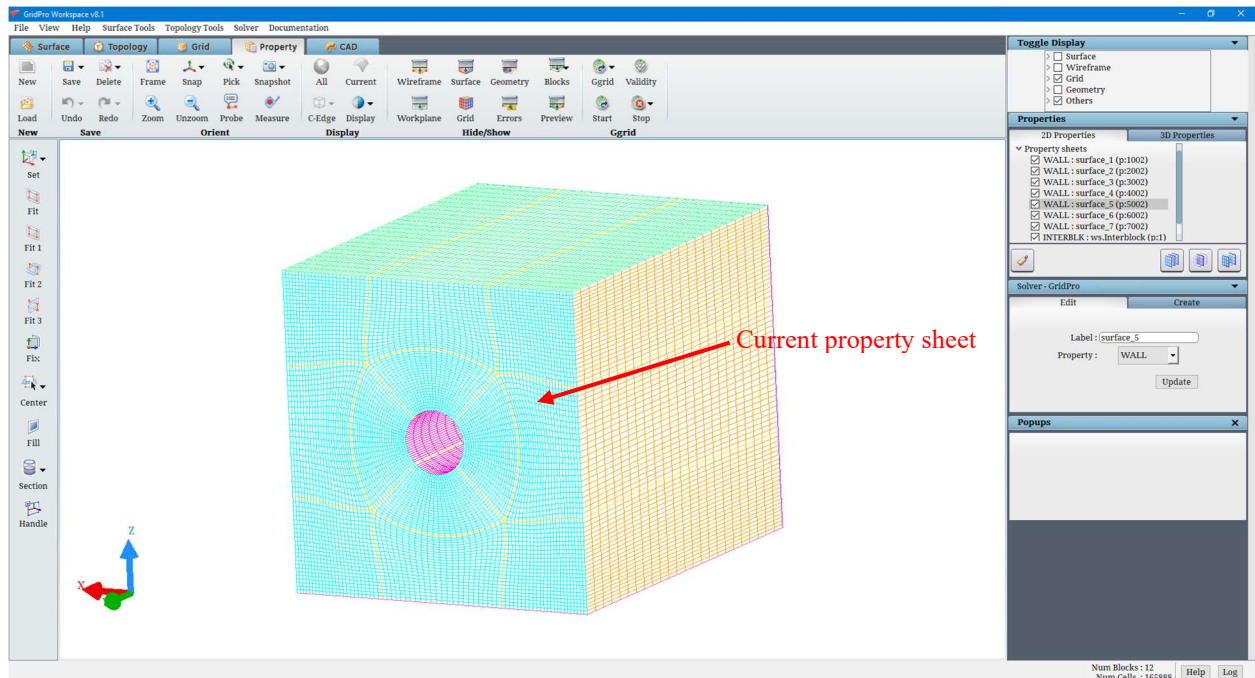 GridPro Workspace v8.1
File View Help Surface Tools Topology Tools Solver Documentation
Surface Topology Grid Property CAD
New Save Delete Frame Snap Pick Snapshot All Current Wireframe Surface Geometry Blocks Ggrid Validity
Load Undo Redo Zoom Unzoom Probe Measure C-Edge Display Workplane Grid Errors Preview Start Stop
New Save Orient Display Hide/Show Ggrid
Set
Fit
Fit 1
Fit 2
Fit 3
Fix
Center
Fill
Section
Handle
Z
X
Current property sheet
Toggle Display
Surface
Wireframe
Grid
Geometry
Others
Properties
2D Properties 3D Properties
Property sheets
WALL : surface_1 (p:1002)
WALL : surface_2 (p:2002)
WALL : surface_3 (p:3002)
WALL : surface_4 (p:4002)
WALL : surface_5 (p:5002)
WALL : surface_6 (p:6002)
WALL : surface_7 (p:7002)
INTERBLK : ws.Interblock (p:1)
Solver - GridPro
Edit Create
Label : surface_5
Property : WALL
Update
Popups
Num Blocks : 12
Num Cells : 165888
Help Log